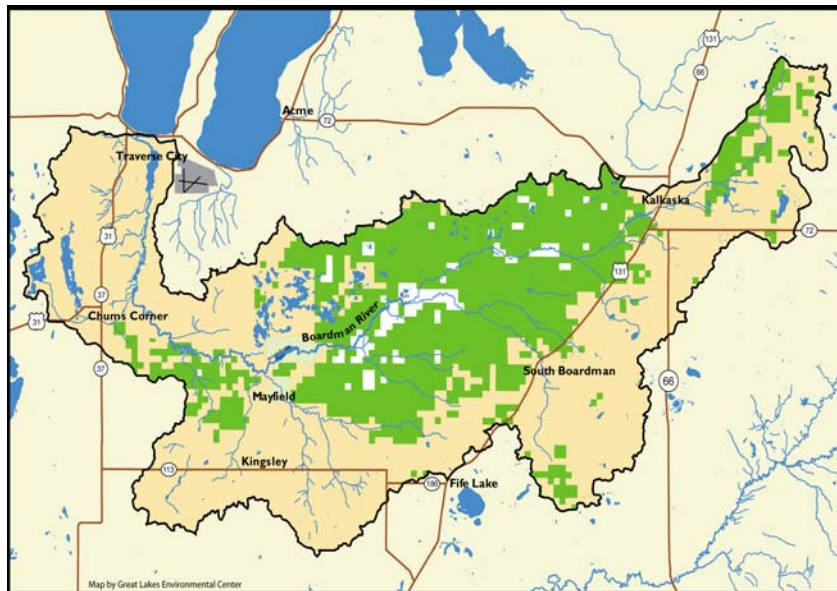 131
66
Acme
72
Traverse City
Kalkaska
72
31
131
37
Boardman River
31
Chums Corner
37
South Boardman
66
Mayfield
Kingsley
113
186
Fife Lake
Map by Great Lakes Environmental Center